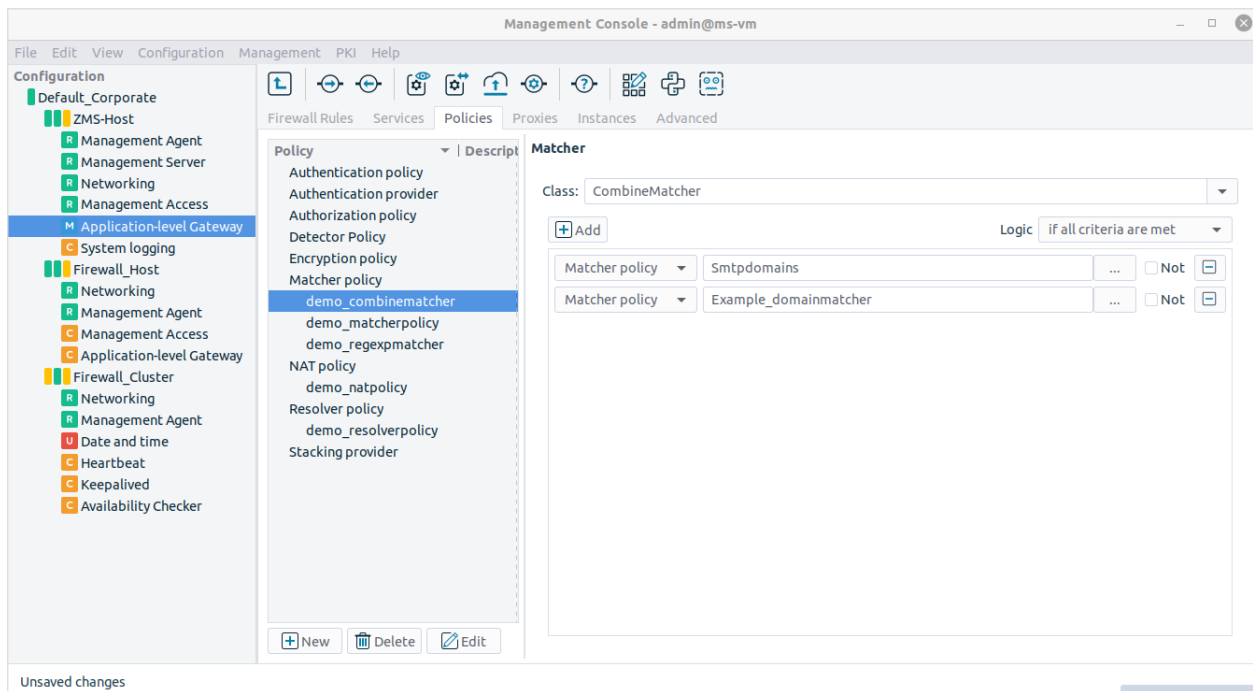 Management Console - admin@ms-vm
File Edit View Configuration Management PKI Help
Configuration
Default_Corporate
ZMS-Host
R Management Agent
R Management Server
R Networking
R Management Access
M Application-level Gateway
C System logging
Firewall_Host
R Networking
R Management Agent
C Management Access
C Application-level Gateway
Firewall_Cluster
R Networking
R Management Agent
U Date and time
C Heartbeat
C Keepalived
C Availability Checker
Firewall Rules Services Policies Proxies Instances Advanced
Policy | Descript
Authentication policy
Authentication provider
Authorization policy
Detector Policy
Encryption policy
Matcher policy
demo_combinematcher
demo_matcherpolicy
demo_regexpmatcher
NAT policy
demo_natpolicy
Resolver policy
demo_resolverpolicy
Stacking provider
New Delete Edit
Matcher
Class: CombineMatcher
Add Logic if all criteria are met
Matcher policy Smtpdomains ... Not
Matcher policy Example_domainmatcher ... Not
Unsaved changes